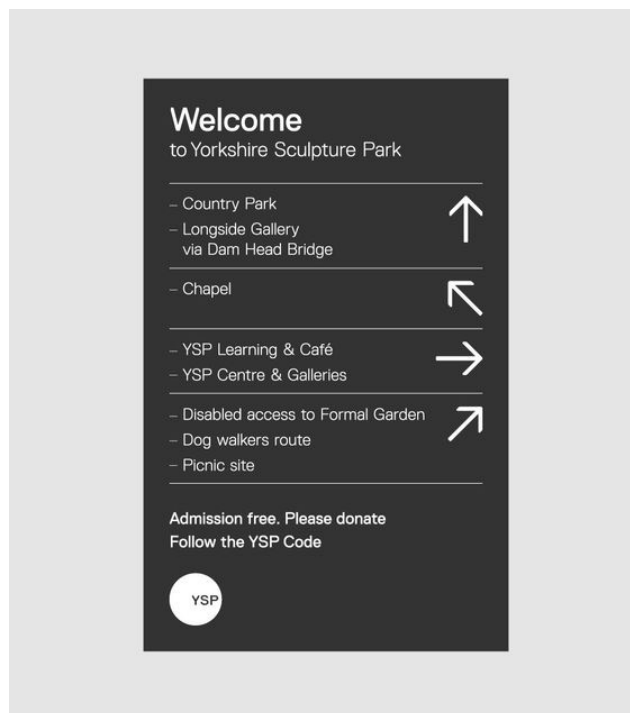 Welcome
to Yorkshire Sculpture Park
– Country Park
– Longside Gallery
via Dam Head Bridge
– Chapel
– YSP Learning & Café
– YSP Centre & Galleries
– Disabled access to Formal Garden
– Dog walkers route
– Picnic site
Admission free. Please donate
Follow the YSP Code
YSP